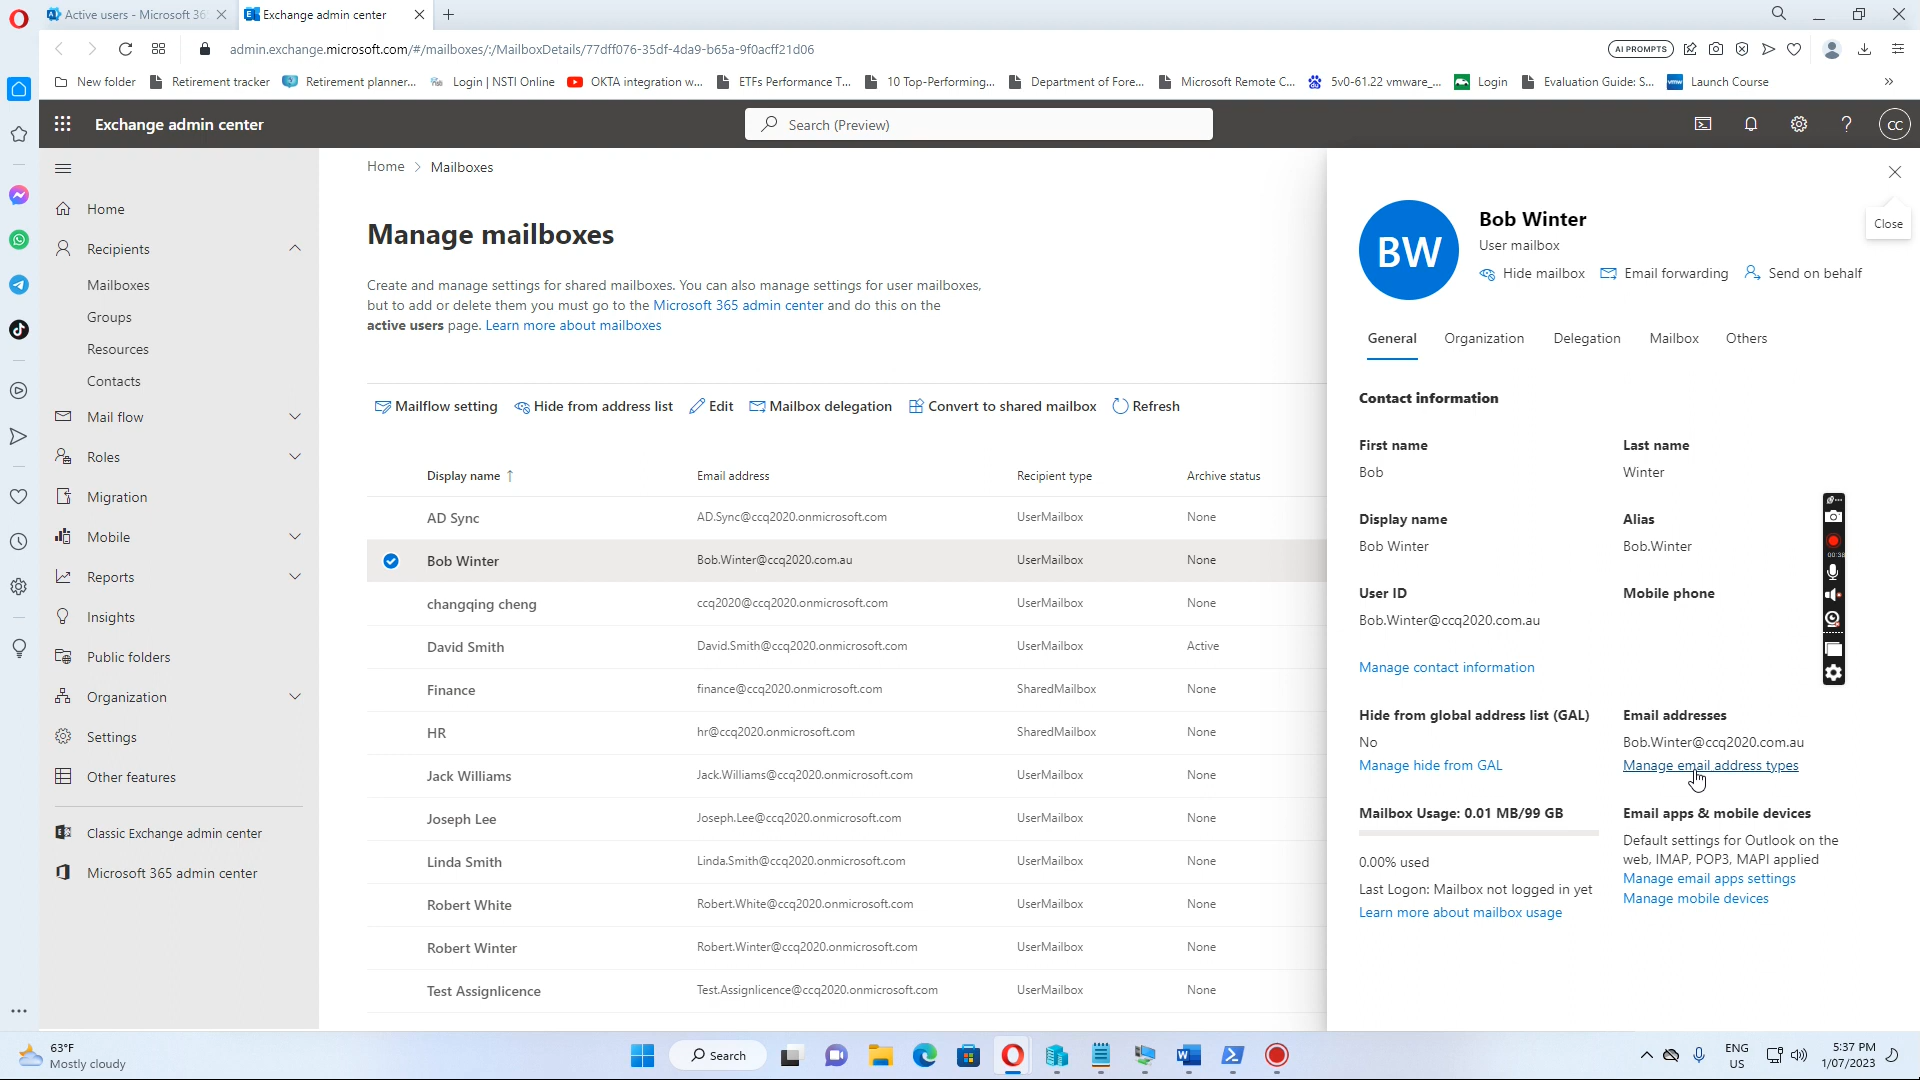 Active users - Microsoft 36
Exchange admin center
admin.exchange.microsoft.com/#/mailboxes/:/MailboxDetails/77dff076-35df-4da9-b65a-9f0acff21d06
AI PROMPTS
New folder
Retirement tracker
Retirement planner...
Login | NSTI Online
OKTA integration w...
ETFs Performance T...
10 Top-Performing...
Department of Fore...
Microsoft Remote C...
5v0-61.22 vmware_...
Login
Evaluation Guide: S...
Launch Course
Exchange admin center
Search (Preview)
CC
Home
Recipients
Mailboxes
Groups
Resources
Contacts
Mail flow
Roles
Migration
Mobile
Reports
Insights
Public folders
Organization
Settings
Other features
Classic Exchange admin center
Microsoft 365 admin center
Home > Mailboxes
Manage mailboxes
Create and manage settings for shared mailboxes. You can also manage settings for user mailboxes,
but to add or delete them you must go to the Microsoft 365 admin center and do this on the
active users page. Learn more about mailboxes
Mailflow setting
Hide from address list
Edit
Mailbox delegation
Convert to shared mailbox
Refresh
Display name ↑ Email address Recipient type Archive status
AD Sync AD.Sync@ccq2020.onmicrosoft.com UserMailbox None
Bob Winter Bob.Winter@ccq2020.com.au UserMailbox None
changqing cheng ccq2020@ccq2020.onmicrosoft.com UserMailbox None
David Smith David.Smith@ccq2020.onmicrosoft.com UserMailbox Active
Finance finance@ccq2020.onmicrosoft.com SharedMailbox None
HR hr@ccq2020.onmicrosoft.com SharedMailbox None
Jack Williams Jack.Williams@ccq2020.onmicrosoft.com UserMailbox None
Joseph Lee Joseph.Lee@ccq2020.onmicrosoft.com UserMailbox None
Linda Smith Linda.Smith@ccq2020.onmicrosoft.com UserMailbox None
Robert White Robert.White@ccq2020.onmicrosoft.com UserMailbox None
Robert Winter Robert.Winter@ccq2020.onmicrosoft.com UserMailbox None
Test Assignlicence Test.Assignlicence@ccq2020.onmicrosoft.com UserMailbox None
Close
BW
Bob Winter
User mailbox
Hide mailbox
Email forwarding
Send on behalf
General Organization Delegation Mailbox Others
Contact information
First name Last name
Bob Winter
Display name Alias
Bob Winter Bob.Winter
User ID Mobile phone
Bob.Winter@ccq2020.com.au
Manage contact information
Hide from global address list (GAL) Email addresses
No Bob.Winter@ccq2020.com.au
Manage hide from GAL Manage email address types
Mailbox Usage: 0.01 MB/99 GB Email apps & mobile devices
Default settings for Outlook on the
web, IMAP, POP3, MAPI applied
0.00% used
Manage email apps settings
Last Logon: Mailbox not logged in yet
Manage mobile devices
Learn more about mailbox usage
63°F
Mostly cloudy
Search
ENG
US
5:37 PM
1/07/2023